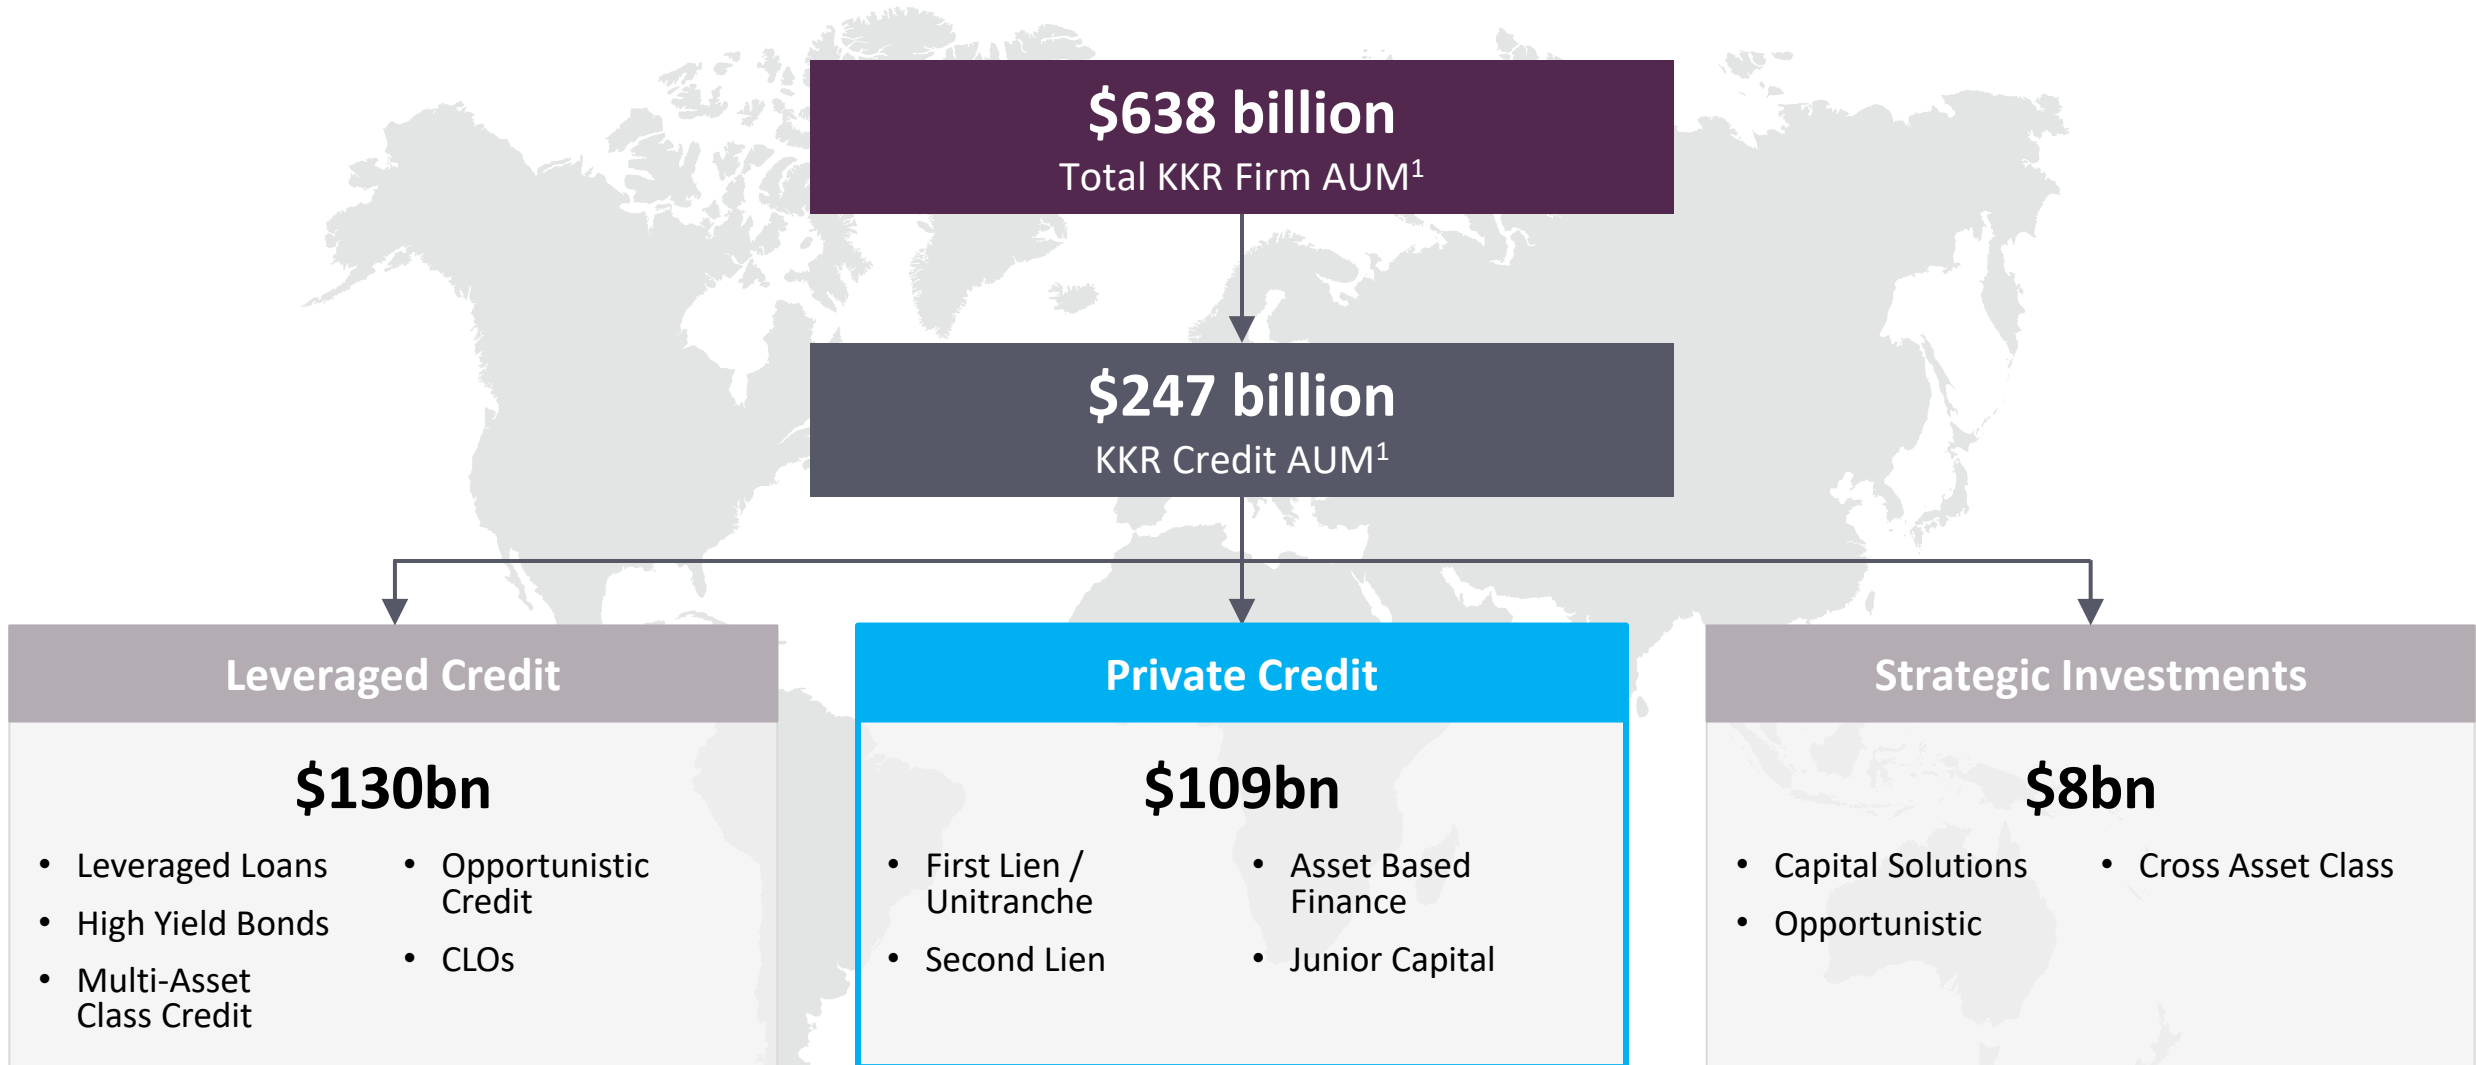 $638 billion
Total KKR Firm AUM¹
$247 billion
KKR Credit AUM¹
Leveraged Credit
$130bn
• Leveraged Loans
• High Yield Bonds
• Multi-Asset
Class Credit
• Opportunistic
Credit
• CLOs
Private Credit
$109bn
• First Lien /
Unitranche
• Second Lien
• Asset Based
Finance
• Junior Capital
Strategic Investments
$8bn
• Capital Solutions
• Opportunistic
• Cross Asset Class